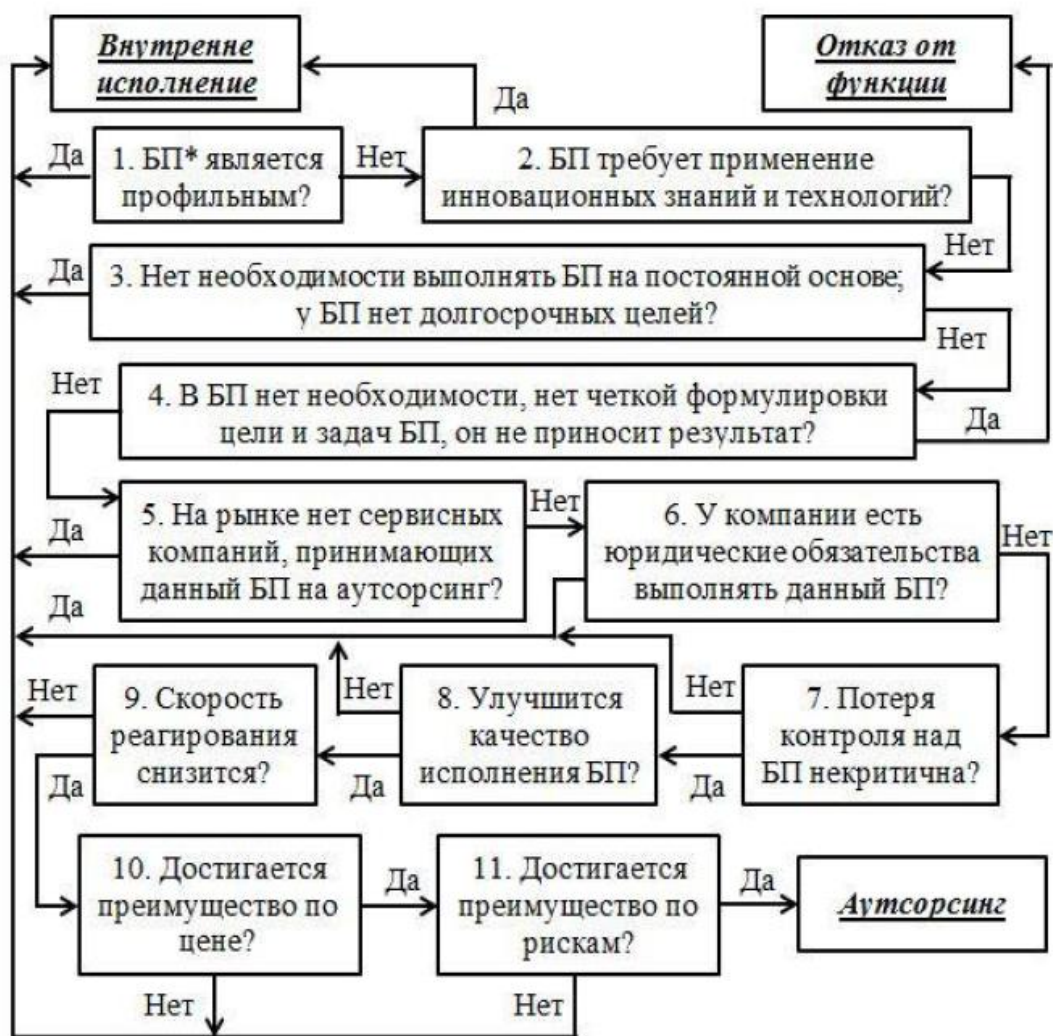 Внутренне
исполнение
Отказ от
функции
Да
Да
1. БП* является
профильным?
Нет
2. БП требует применение
инновационных знаний и технологий?
Нет
Да
3. Нет необходимости выполнять БП на постоянной основе;
у БП нет долгосрочных целей?
Нет
Нет
4. В БП нет необходимости, нет четкой формулировки
цели и задач БП, он не приносит результат?
Да
Да
5. На рынке нет сервисных
компаний, принимающих
данный БП на аутсорсинг?
Нет
6. У компании есть
юридические обязательства
выполнять данный БП?
Нет
Да
Нет
9. Скорость
реагирования
снизится?
Да
Нет
8. Улучшится
качество
исполнения БП?
Да
Нет
7. Потеря
контроля над
БП некритична?
Да
10. Достигается
преимущество по
цене?
Да
11. Достигается
преимущество по
рискам?
Да
Аутсорсинг
Нет
Нет